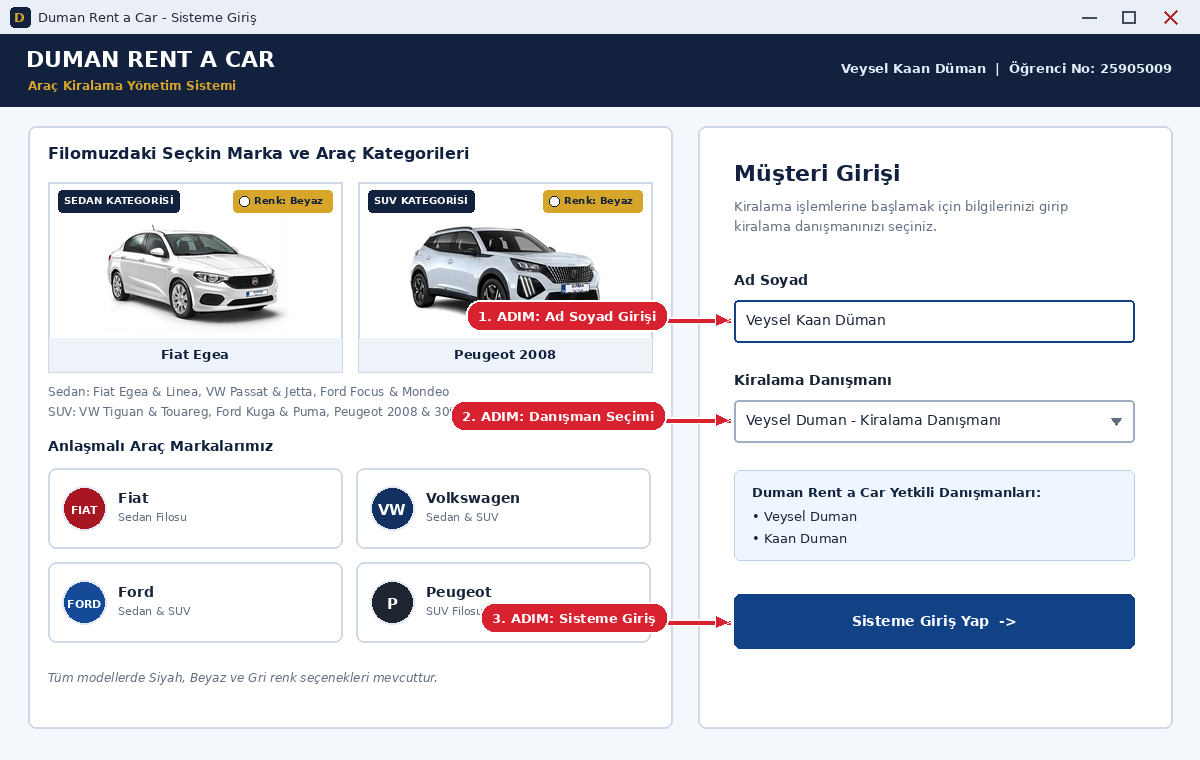 D Duman Rent a Car - Sisteme Giriş
DUMAN RENT A CAR
Araç Kiralama Yönetim Sistemi
Veysel Kaan Düman | Öğrenci No: 25905009
Filomuzdaki Seçkin Marka ve Araç Kategorileri
SEDAN KATEGORİSİ
Renk: Beyaz
SUV KATEGORİSİ
Renk: Beyaz
Fiat Egea
Peugeot 2008
Sedan: Fiat Egea & Linea, VW Passat & Jetta, Ford Focus & Mondeo
SUV: VW Tiguan & Touareg, Ford Kuga & Puma, Peugeot 2008 &
Anlaşmalı Araç Markalarımız
FIAT
Fiat
Sedan Filosu
VW
Volkswagen
Sedan & SUV
FORD
Ford
Sedan & SUV
P
Peugeot
SUV Filosu
Tüm modellerde Siyah, Beyaz ve Gri renk seçenekleri mevcuttur.
Müşteri Girişi
Kiralama işlemlerine başlamak için bilgilerinizi girip
kiralama danışmanınızı seçiniz.
Ad Soyad
1. ADIM: Ad Soyad Girişi
Veysel Kaan Düman
Kiralama Danışmanı
2. ADIM: Danışman Seçimi
Veysel Duman - Kiralama Danışmanı
Duman Rent a Car Yetkili Danışmanları:
• Veysel Duman
• Kaan Duman
3. ADIM: Sisteme Giriş
Sisteme Giriş Yap ->